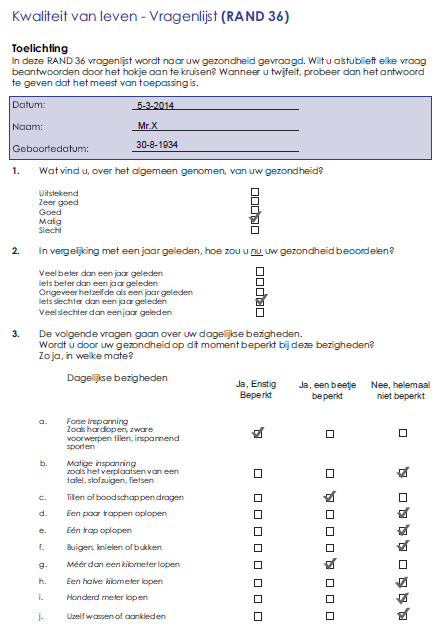 Kwaliteit van leven - Vragenlijst (RAND 36)
Toelichting
In deze RAND 36 vragenlijst wordt naar uw gezondheid gevraagd. Wilt u alstublieft elke vraag
beantwoorden door het hokje aan te kruisen? Wanneer u twijfelt, probeer dan het antwoord
te geven dat het meest van toepassing is.
Datum: 5-3-2014
Naam: Mr.X
Geboortedatum: 30-8-1934
1. Wat vind u, over het algemeen genomen, van uw gezondheid?
Uitstekend
Zeer goed
Goed
Matig
Slecht
2. In vergelijking met een jaar geleden, hoe zou u nu uw gezondheid beoordelen?
Veel beter dan een jaar geleden
Iets beter dan een jaar geleden
Ongeveer hetzelfde als een jaar geleden
Iets slechter dan een jaar geleden
Veel slechter dan een jaar geleden
3. De volgende vragen gaan over uw dagelijkse bezigheden.
Wordt u door uw gezondheid op dit moment beperkt bij deze bezigheden?
Zo ja, in welke mate?
Dagelijkse bezigheden
Ja, Enstig
Beperkt
Ja, een beetje
beperkt
Nee, helemaal
niet beperkt
a. Forse Inspanning
Zoals hardlopen, zware
voorwerpen tillen, inspannend
sporten
b. Matige inspanning
zoals het verplaatsen van een
tafel, stofzuigen, fietsen
c. Tillen of boodschappen dragen
d. Een paar trappen oplopen
e. Eén trap oplopen
f. Buigen, knielen of bukken
g. Méér dan een kilometer lopen
h. Een halve kilometer lopen
i. Honderd meter lopen
j. Uzelf wassen of aankleden